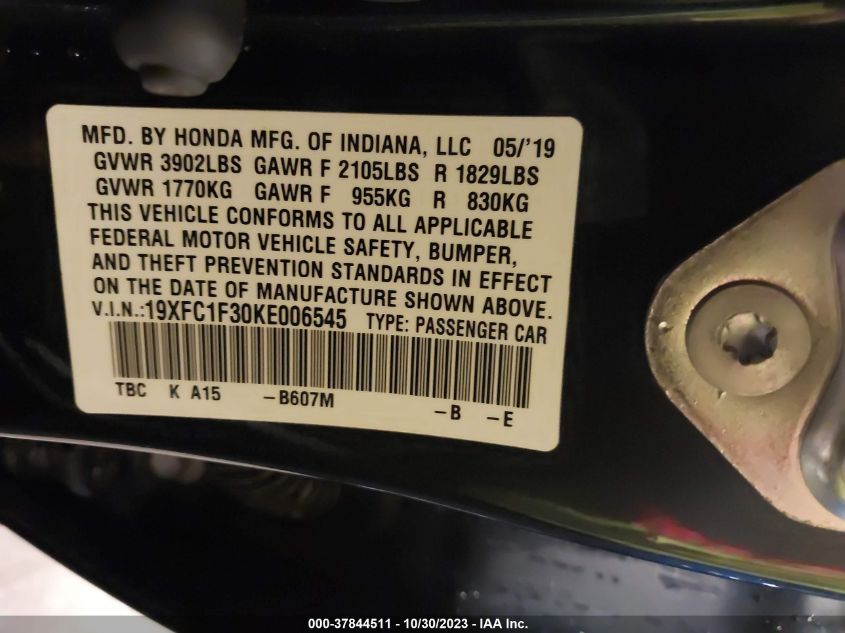 MFD. BY HONDA MFG. OF INDIANA, LLC 05/'19
GVWR 3902LBS GAWR F 2105LBS R 1829LBS
GVWR 1770KG GAWR F 955KG R 830KG
THIS VEHICLE CONFORMS TO ALL APPLICABLE
FEDERAL MOTOR VEHICLE SAFETY, BUMPER,
AND THEFT PREVENTION STANDARDS IN EFFECT
ON THE DATE OF MANUFACTURE SHOWN ABOVE.
V.I.N.:19XFC1F30KE006545 TYPE: PASSENGER CAR
TBC K A15 -B607M -B -E
000-37844511 - 10/30/2023 - IAA Inc.